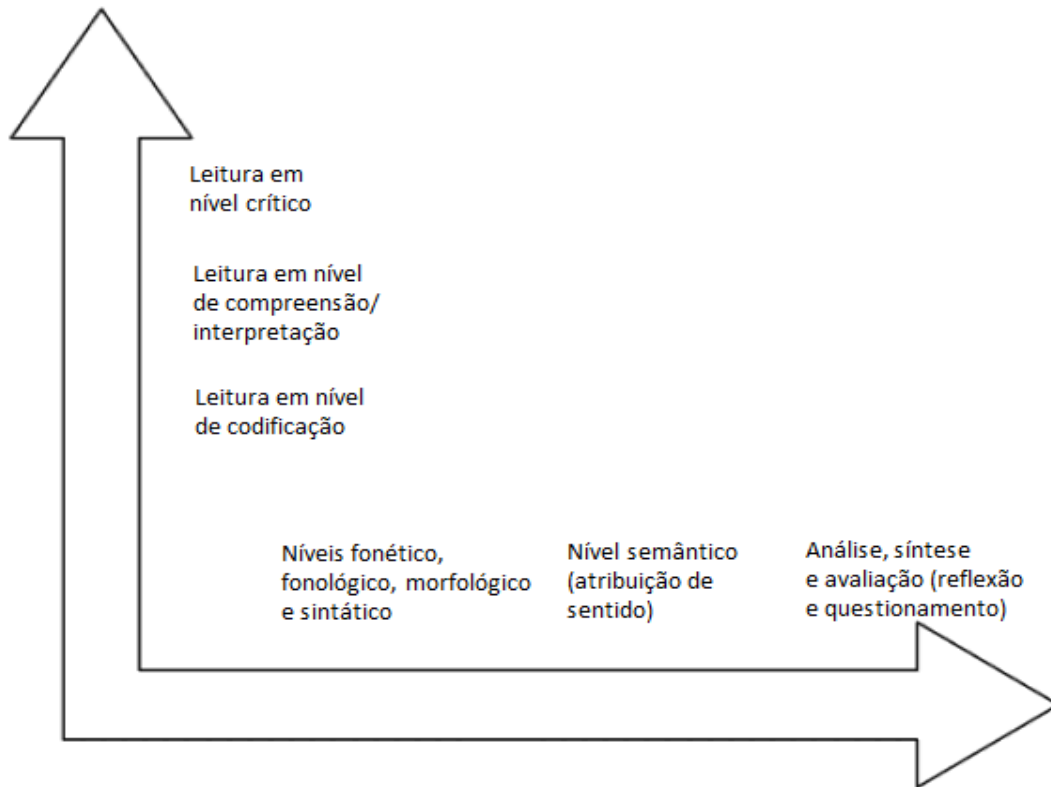 Leitura em
nível crítico
Leitura em nível
de compreensão/
interpretação
Leitura em nível
de codificação
Níveis fonético,
fonológico, morfológico
e sintático
Nível semântico
(atribuição de
sentido)
Análise, síntese
e avaliação (reflexão
e questionamento)